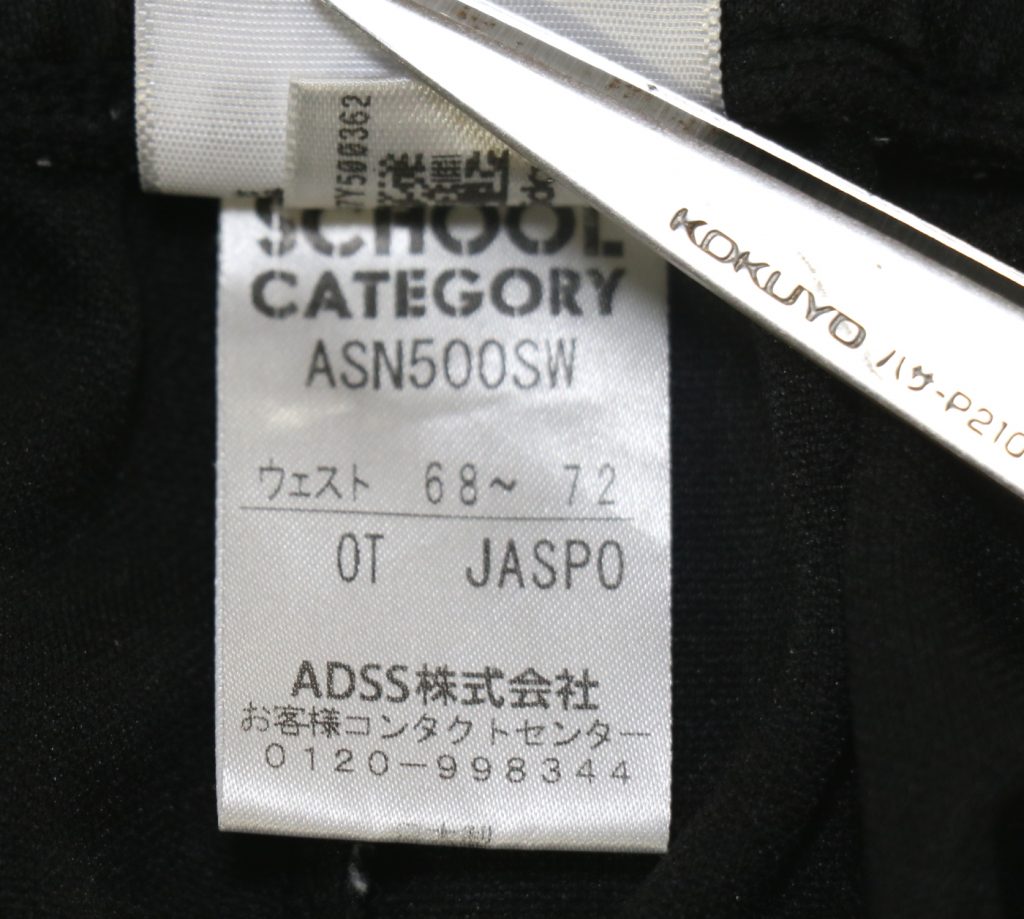 7Y500362
SCHOOL
CATEGORY
ASN500SW
ウェスト 68～ 72
OT JASPO
ADSS株式会社
お客様コンタクトセンター
0120-998344
KOKUYO ハサ-P210